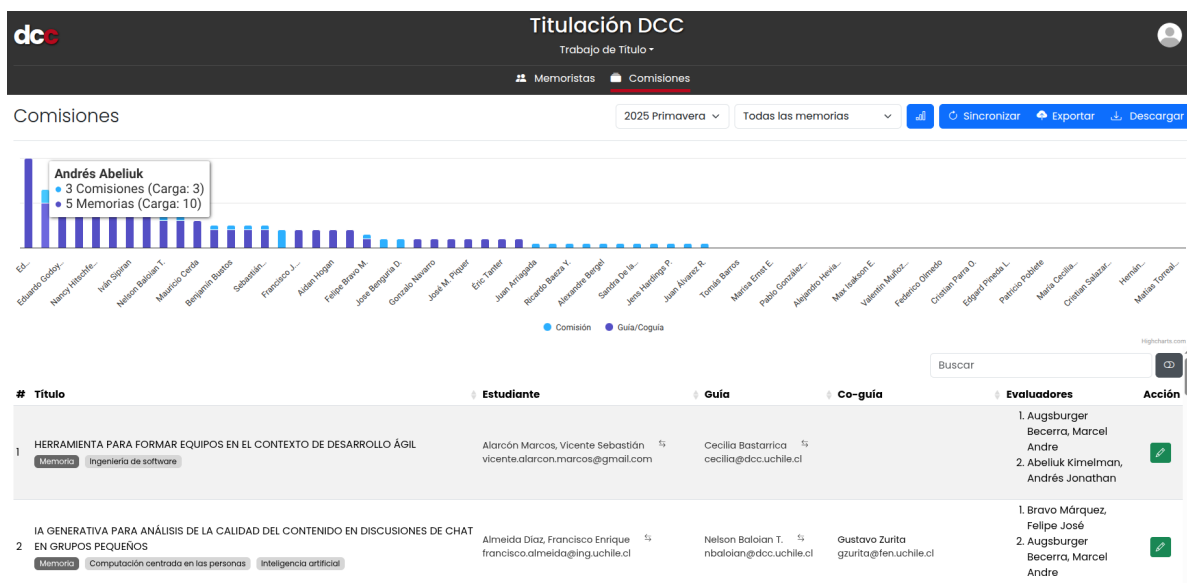 dcc
Titulación DCC
Trabajo de Título
Memoristas
Comisiones
Comisiones
2025 Primavera
Todas las memorias
Sincronizar
Exportar
Descargar
Andrés Abeliuk
3 Comisiones (Carga: 3)
5 Memorias (Carga: 10)
Ed…
Eduardo Godoy…
Nancy Hitschfe…
Iván Sipiran
Nelson Baloian T.
Mauricio Cerda
Benjamin Bustos
Sebastián…
Francisco J…
Aidan Hogan
Felipe Bravo M.
Jose Benguria D.
Gonzalo Navarro
José M. Piquer
Éric Tanter
Juan Arriagada
Ricardo Baeza Y.
Alexandre Bergel
Sandra De la…
Jens Hardings P.
Juan Álvarez R.
Tomás Barros
Marisa Ernst E.
Pablo González…
Alejandro Hevia…
Max Isakson E.
Valentin Muñoz…
Federico Olmedo
Cristian Parra O.
Edgard Pineda L.
Patricio Poblete
María Cecilia…
Cristian Salazar…
Hernán…
Matías Torreal…
Comisión
Guía/Coguía
Highcharts.com
Buscar
# Título Estudiante Guía Co-guía Evaluadores Acción
1
HERRAMIENTA PARA FORMAR EQUIPOS EN EL CONTEXTO DE DESARROLLO ÁGIL
Memoria Ingeniería de software
Alarcón Marcos, Vicente Sebastián
vicente.alarcon.marcos@gmail.com
Cecilia Bastarrica
cecilia@dcc.uchile.cl
1. Augsburger
Becerra, Marcel
Andre
2. Abeliuk Kimelman,
Andrés Jonathan
2
IA GENERATIVA PARA ANÁLISIS DE LA CALIDAD DEL CONTENIDO EN DISCUSIONES DE CHAT
EN GRUPOS PEQUEÑOS
Memoria Computación centrada en las personas Inteligencia artificial
Almeida Díaz, Francisco Enrique
francisco.almeida@ing.uchile.cl
Nelson Baloian T.
nbaloian@dcc.uchile.cl
Gustavo Zurita
gzurita@fen.uchile.cl
1. Bravo Márquez,
Felipe José
2. Augsburger
Becerra, Marcel
Andre